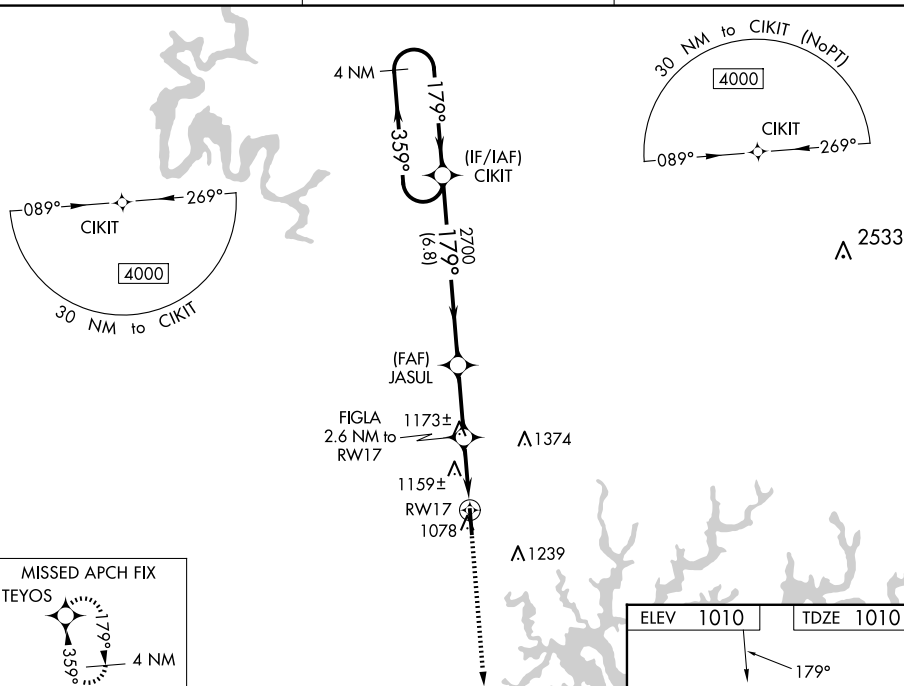 30 NM to CIKIT (NoPT)
4000
CIKIT
089°
269°
4 NM
179°
359°
(IF/IAF)
CIKIT
2700
179°
(6.8)
2533
089°
269°
CIKIT
4000
30 NM to CIKIT
(FAF)
JASUL
FIGLA
2.6 NM to
RW17
1173±
1374
1159±
RW17
1078
1239
MISSED APCH FIX
TEYOS
179°
359°
4 NM
ELEV 1010
TDZE 1010
179°